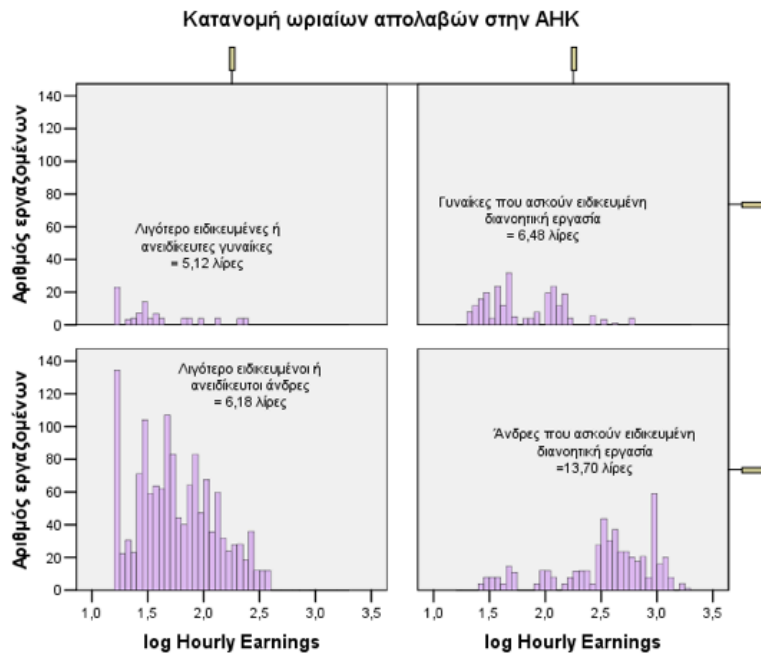 Κατανομή ωριαίων απολαβών στην ΑΗΚ
Αριθμός εργαζομένων
140
120
100
80
60
40
20
0
Λιγότερο ειδικευμένες ή
ανειδίκευτες γυναίκες
= 5,12 λίρες
Γυναίκες που ασκούν ειδικευμένη
διανοητική εργασία
= 6,48 λίρες
Αριθμός εργαζομένων
140
120
100
80
60
40
20
0
Λιγότερο ειδικευμένοι ή
ανειδίκευτοι άνδρες
= 6,18 λίρες
Άνδρες που ασκούν ειδικευμένη
διανοητική εργασία
=13,70 λίρες
1,0 1,5 2,0 2,5 3,0 3,5
1,0 1,5 2,0 2,5 3,0 3,5
log Hourly Earnings
log Hourly Earnings